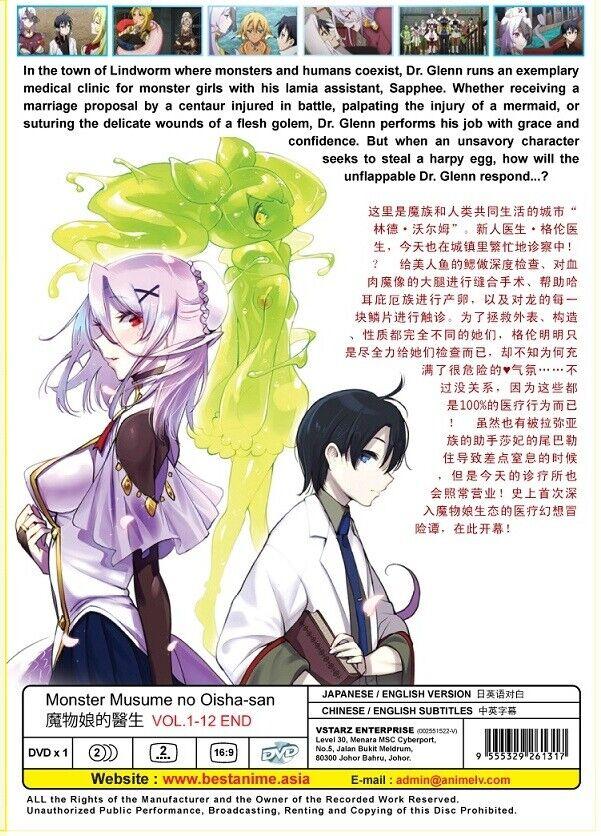 In the town of Lindworm where monsters and humans coexist, Dr. Glenn runs an exemplary
medical clinic for monster girls with his lamia assistant, Sapphee. Whether receiving a
marriage proposal by a centaur injured in battle, palpating the injury of a mermaid, or
suturing the delicate wounds of a flesh golem, Dr. Glenn performs his job with grace and
confidence. But when an unsavory character
seeks to steal a harpy egg, how will the
unflappable Dr. Glenn respond...?
这里是魔族和人类共同生活的城市“
林德·沃尔姆”。新人医生·格伦医
生，今天也在城镇里繁忙地诊察中！
？ 给美人鱼的鳃做深度检查、对血
肉魔像的大腿进行缝合手术、帮助哈
耳庇厄族进行产卵，以及对龙的每一
块鳞片进行触诊。为了拯救外表、构造
、性质都完全不同的她们，格伦明明只
是尽全力给她们检查而已，却不知为何充
满了很危险的♥气氛……不
过没关系，因为这些都
是100%的医疗行为而已
！ 虽然也有被拉弥亚
族的助手莎妃的尾巴勒
住导致差点窒息的时候
，但是今天的诊疗所也
会照常营业！史上首次深
入魔物娘生态的医疗幻想冒
险谭，在此开幕！
Monster Musume no Oisha-san
魔物娘的醫生 VOL.1-12 END
JAPANESE / ENGLISH VERSION 日英语对白
CHINESE / ENGLISH SUBTITLES 中英字幕
DVD x 1
2
2
16:9
DVD
VSTARZ ENTERPRISE (002551522-V)
Level 30, Menara MSC Cyberport,
No.5, Jalan Bukit Meldrum,
80300 Johor Bahru, Johor.
9 555329 261317
Website : www.bestanime.asia
E-mail : admin@animelv.com
ALL the Rights of the Manufacturer and the Owner of the Recorded Work Reserved.
Unauthorized Public Performance, Broadcasting, Renting and Copying of this Disc Prohibited.